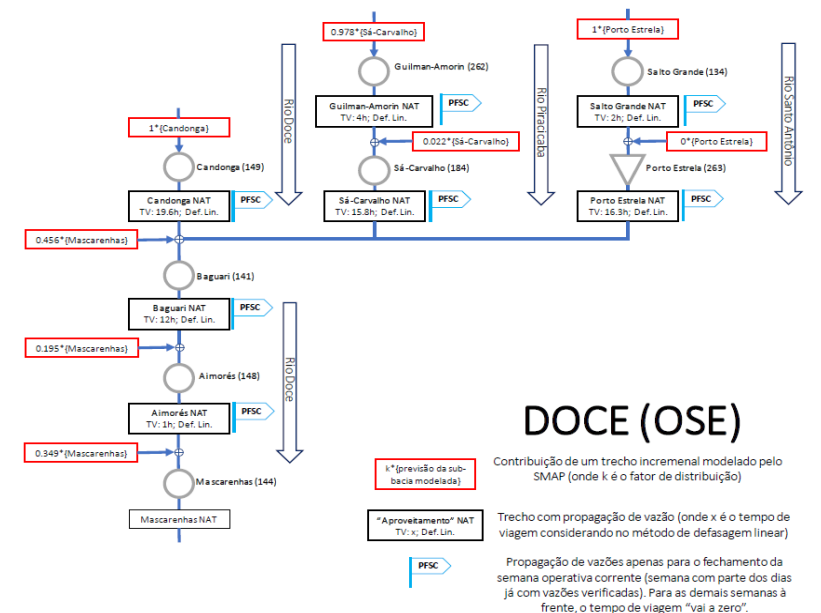 0.978*{Sá-Carvalho}
1*{Porto Estrela}
Guilman-Amorin (262)
Salto Grande (134)
Rio Doce
Rio Piracicaba
Rio Santo Antônio
Guilman-Amorin NAT
TV: 4h; Def. Lin.
PFSC
Salto Grande NAT
TV: 2h; Def. Lin.
PFSC
1*{Candonga}
0.022*{Sá-Carvalho}
0*{Porto Estrela}
Candonga (149)
Sá-Carvalho (184)
Porto Estrela (263)
Candonga NAT
TV: 19.6h; Def. Lin.
PFSC
Sá-Carvalho NAT
TV: 15.8h; Def. Lin.
PFSC
Porto Estrela NAT
TV: 16.3h; Def. Lin.
PFSC
0.456*{Mascarenhas}
Baguari (141)
Baguari NAT
TV: 12h; Def. Lin.
PFSC
0.195*{Mascarenhas}
Rio Doce
Aimorés (148)
Aimorés NAT
TV: 1h; Def. Lin.
PFSC
0.349*{Mascarenhas}
Mascarenhas (144)
Mascarenhas NAT
DOCE (OSE)
k*{previsão da sub-
bacia modelada}
Contribuição de um trecho incremenal modelado pelo
SMAP (onde k é o fator de distribuição)
“Aproveitamento” NAT
TV: x; Def. Lin.
Trecho com propagação de vazão (onde x é o tempo de
viagem considerando no método de defasagem linear)
PFSC
Propagação de vazões apenas para o fechamento da
semana operativa corrente (semana com parte dos dias
já com vazões verificadas). Para as demais semanas à
frente, o tempo de viagem “vai a zero”.